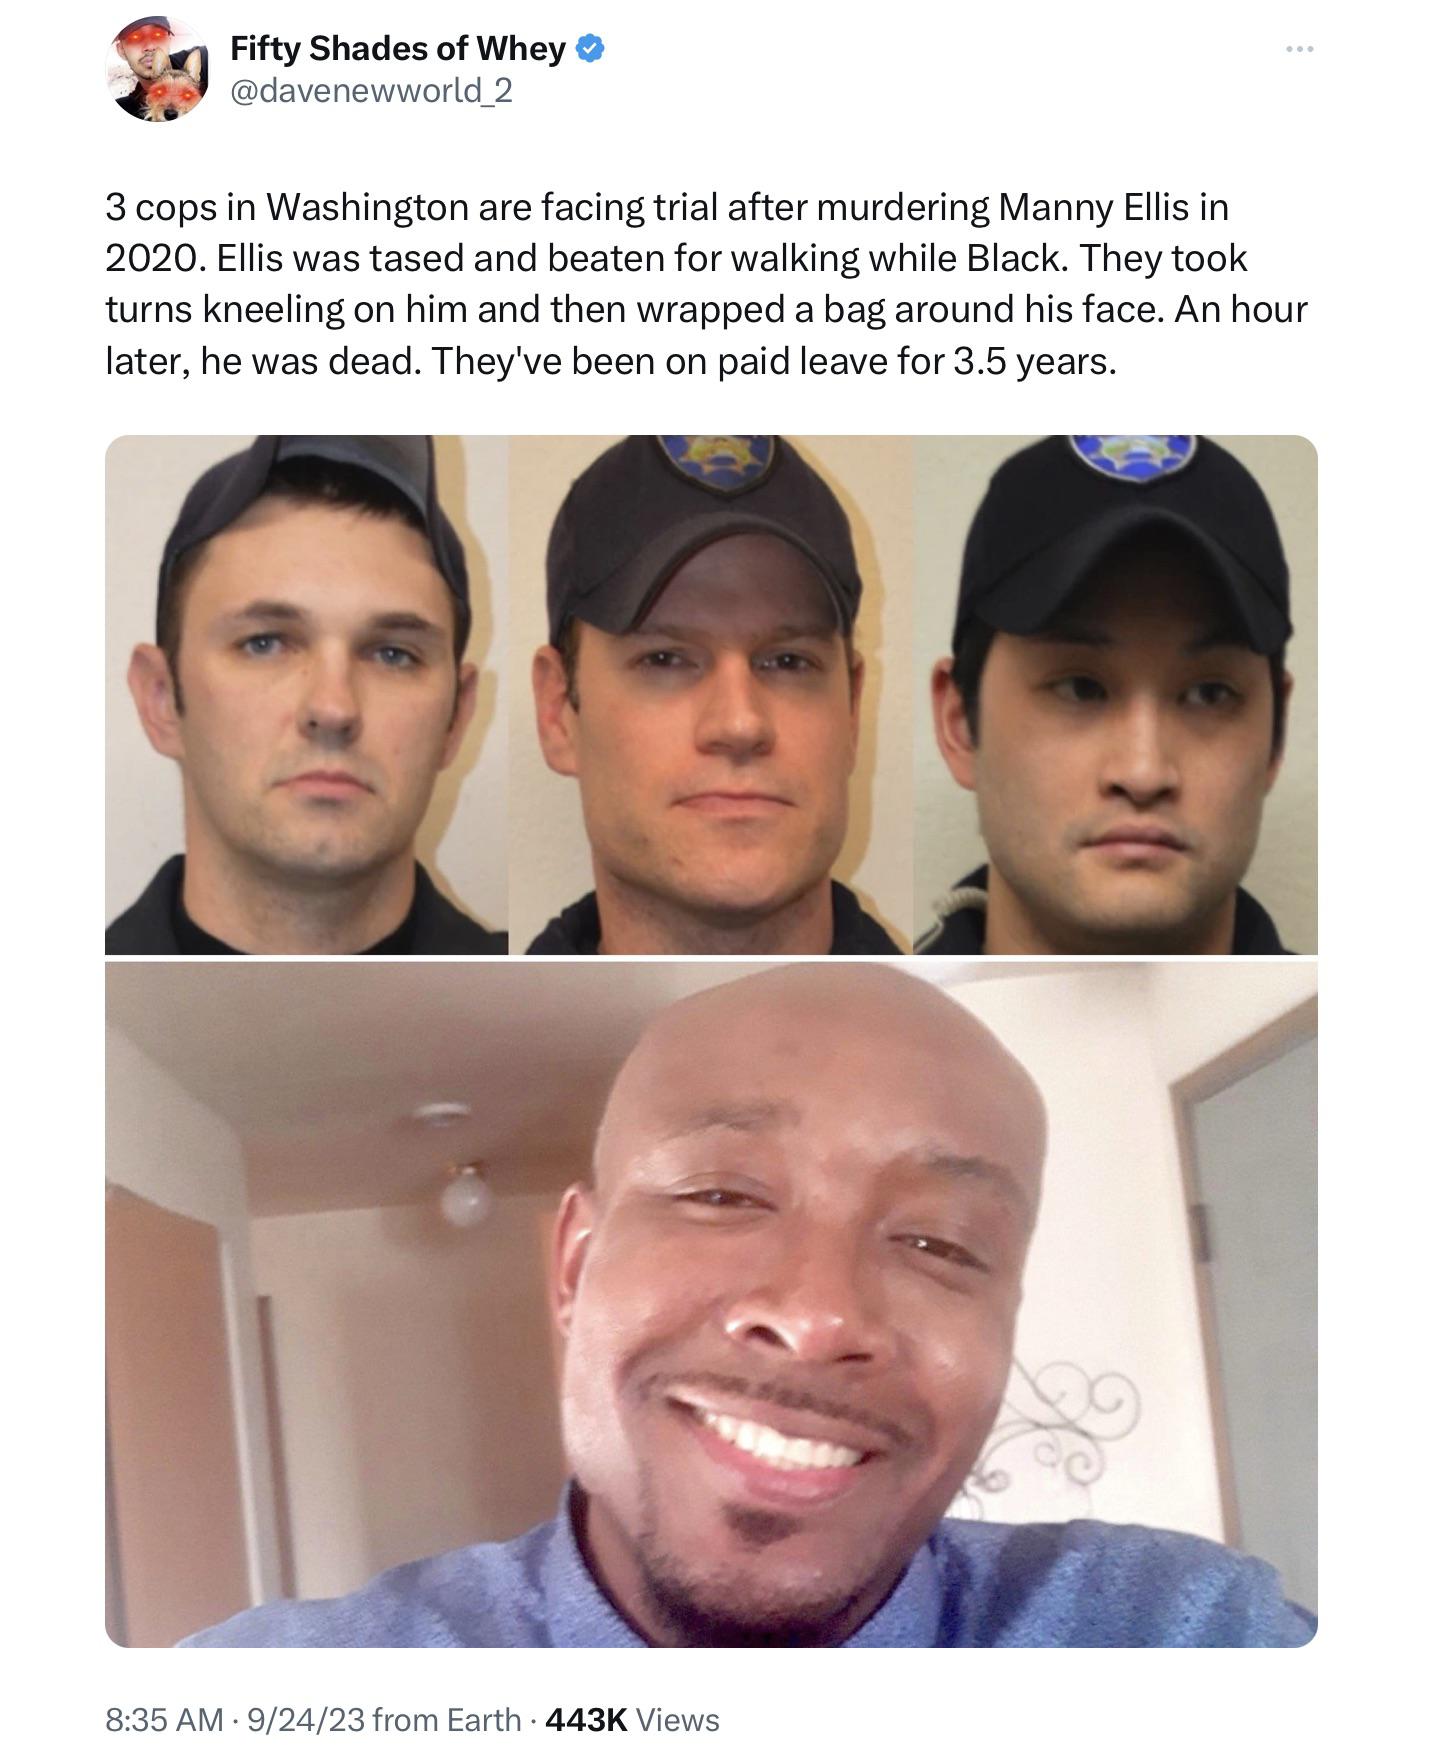 Fifty Shades of Whey
@davenewworld_2
3 cops in Washington are facing trial after murdering Manny Ellis in
2020. Ellis was tased and beaten for walking while Black. They took
turns kneeling on him and then wrapped a bag around his face. An hour
later, he was dead. They've been on paid leave for 3.5 years.
8:35 AM · 9/24/23 from Earth · 443K Views